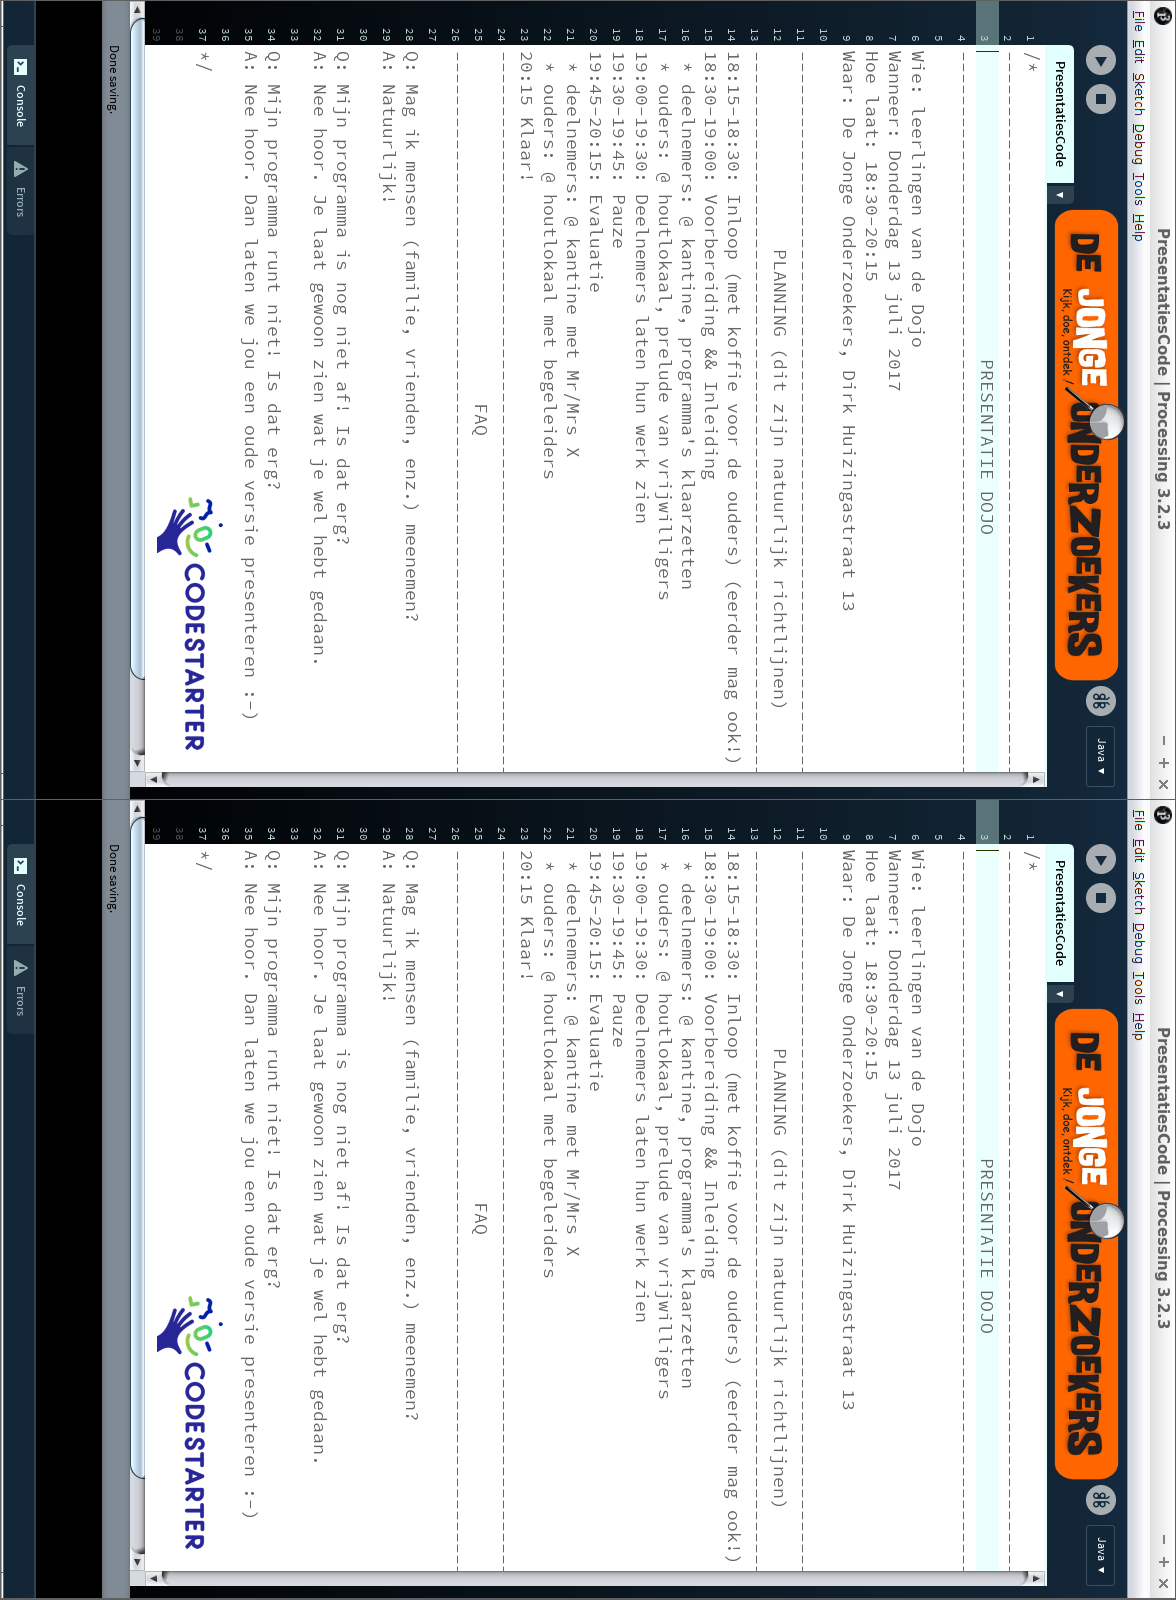 PresentatiesCode | Processing 3.2.3
File Edit Sketch Debug Tools Help
Java
DE JONGE ONDERZOEKERS
Kijk, doe, ontdek!
PresentatiesCode
1 /*
2 ------------------------------------------------------------
3 PRESENTATIE DOJO
4 ------------------------------------------------------------
5
6 Wie: leerlingen van de Dojo
7 Wanneer: Donderdag 13 juli 2017
8 Hoe laat: 18:30-20:15
9 Waar: De Jonge Onderzoekers, Dirk Huizingastraat 13
10
11 ------------------------------------------------------------
12 PLANNING (dit zijn natuurlijk richtlijnen)
13 ------------------------------------------------------------
14 18:15-18:30: Inloop (met koffie voor de ouders) (eerder mag ook!)
15 18:30-19:00: Voorbereiding && Inleiding
16 * deelnemers: @ kantine, programma's klaarzetten
17 * ouders: @ houtlokaal, prelude van vrijwilligers
18 19:00-19:30: Deelnemers laten hun werk zien
19 19:30-19:45: Pauze
20 19:45-20:15: Evaluatie
21 * deelnemers: @ kantine met Mr/Mrs X
22 * ouders: @ houtlokaal met begeleiders
23 20:15 Klaar!
24 ------------------------------------------------------------
25 FAQ
26 ------------------------------------------------------------
27
28 Q: Mag ik mensen (familie, vrienden, enz.) meenemen?
29 A: Natuurlijk!
30
31 Q: Mijn programma is nog niet af! Is dat erg?
32 A: Nee hoor. Je laat gewoon zien wat je wel hebt gedaan.
33
34 Q: Mijn programma runt niet! Is dat erg?
35 A: Nee hoor. Dan laten we jou een oude versie presenteren :-)
36
37 */
38
39
CODESTARTER
Done saving.
Console Errors
PresentatiesCode | Processing 3.2.3
File Edit Sketch Debug Tools Help
Java
DE JONGE ONDERZOEKERS
Kijk, doe, ontdek!
PresentatiesCode
1 /*
2 ------------------------------------------------------------
3 PRESENTATIE DOJO
4 ------------------------------------------------------------
5
6 Wie: leerlingen van de Dojo
7 Wanneer: Donderdag 13 juli 2017
8 Hoe laat: 18:30-20:15
9 Waar: De Jonge Onderzoekers, Dirk Huizingastraat 13
10
11 ------------------------------------------------------------
12 PLANNING (dit zijn natuurlijk richtlijnen)
13 ------------------------------------------------------------
14 18:15-18:30: Inloop (met koffie voor de ouders) (eerder mag ook!)
15 18:30-19:00: Voorbereiding && Inleiding
16 * deelnemers: @ kantine, programma's klaarzetten
17 * ouders: @ houtlokaal, prelude van vrijwilligers
18 19:00-19:30: Deelnemers laten hun werk zien
19 19:30-19:45: Pauze
20 19:45-20:15: Evaluatie
21 * deelnemers: @ kantine met Mr/Mrs X
22 * ouders: @ houtlokaal met begeleiders
23 20:15 Klaar!
24 ------------------------------------------------------------
25 FAQ
26 ------------------------------------------------------------
27
28 Q: Mag ik mensen (familie, vrienden, enz.) meenemen?
29 A: Natuurlijk!
30
31 Q: Mijn programma is nog niet af! Is dat erg?
32 A: Nee hoor. Je laat gewoon zien wat je wel hebt gedaan.
33
34 Q: Mijn programma runt niet! Is dat erg?
35 A: Nee hoor. Dan laten we jou een oude versie presenteren :-)
36
37 */
38
39
CODESTARTER
Done saving.
Console Errors